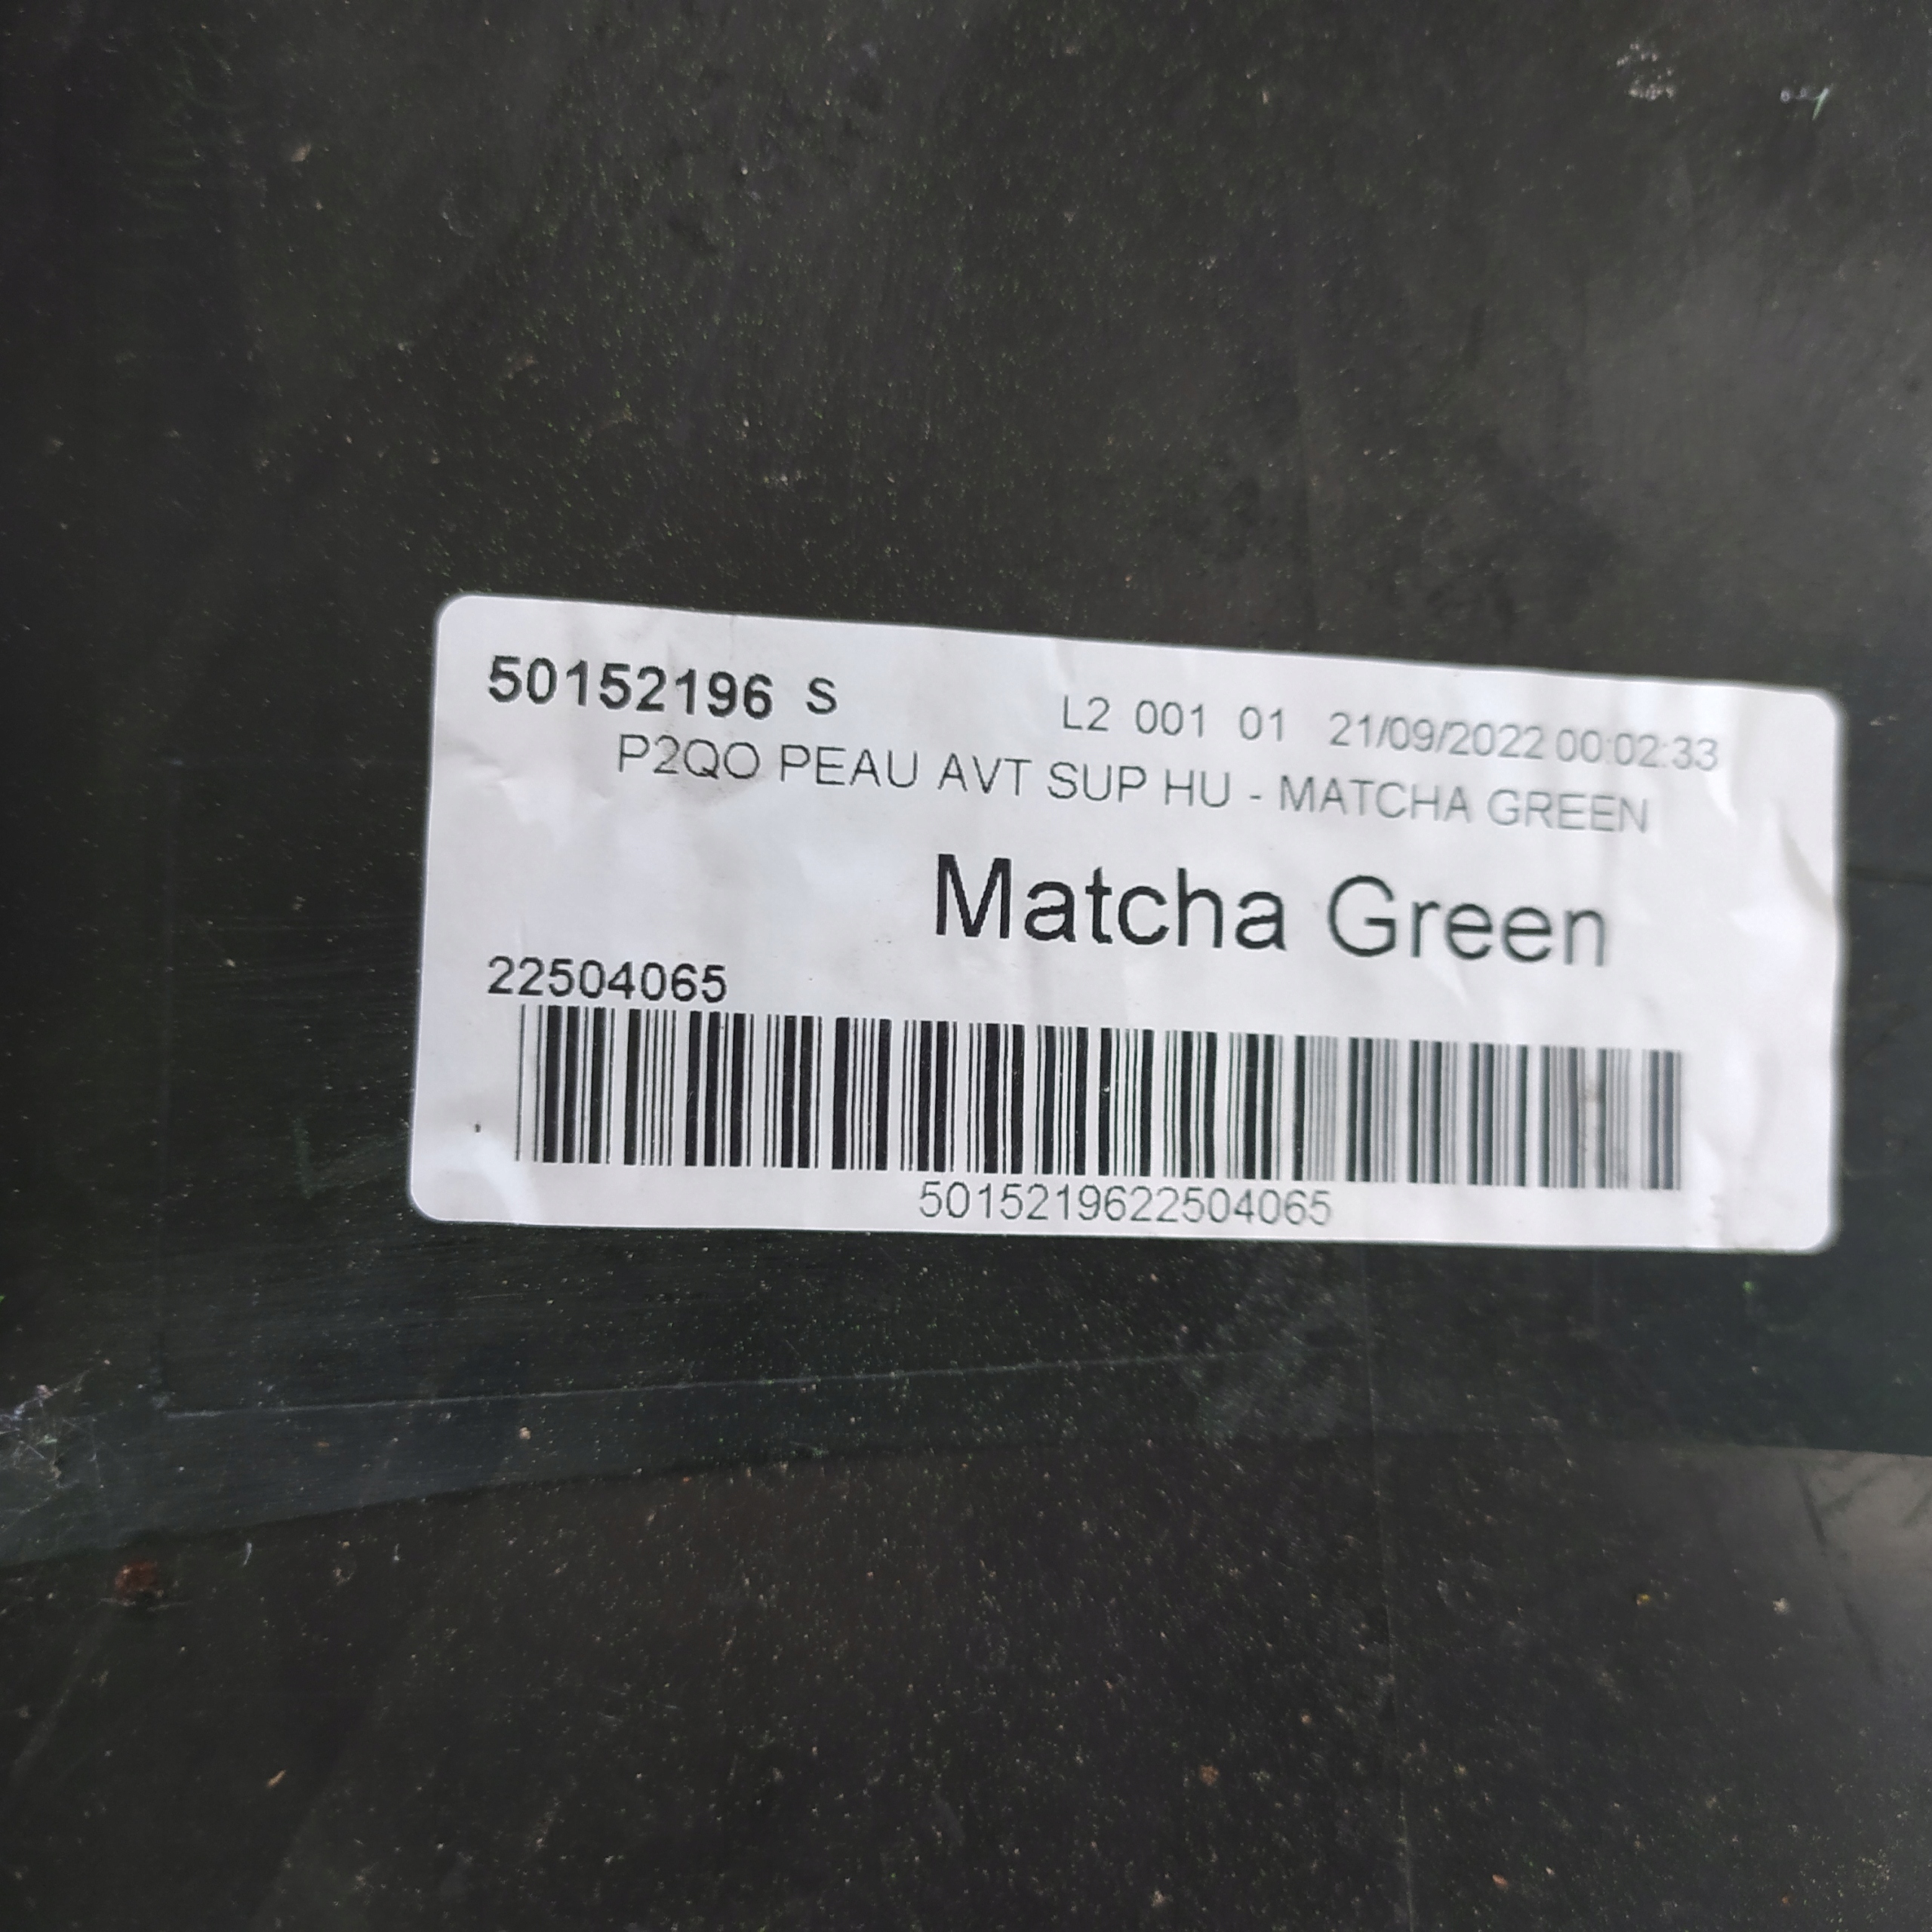 50152196 S
L2 001 01 21/09/2022 00:02:33
P2QO PEAU AVT SUP HU - MATCHA GREEN
Matcha Green
22504065
5015219622504065